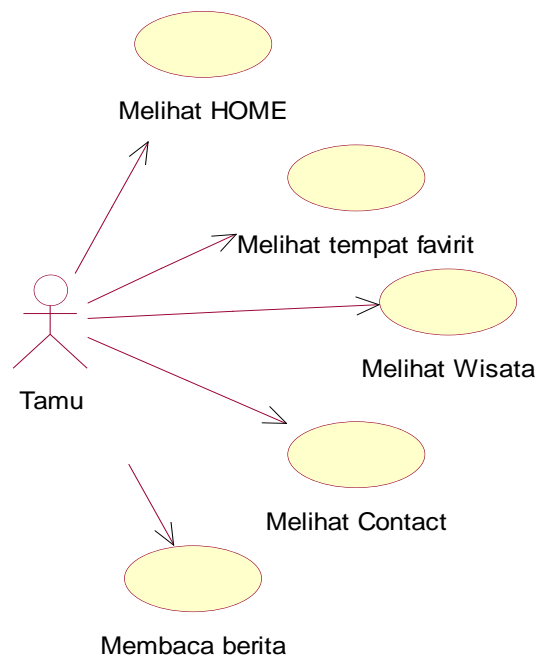 Melihat HOME
Melihat tempat favirit
Melihat Wisata
Tamu
Melihat Contact
Membaca berita